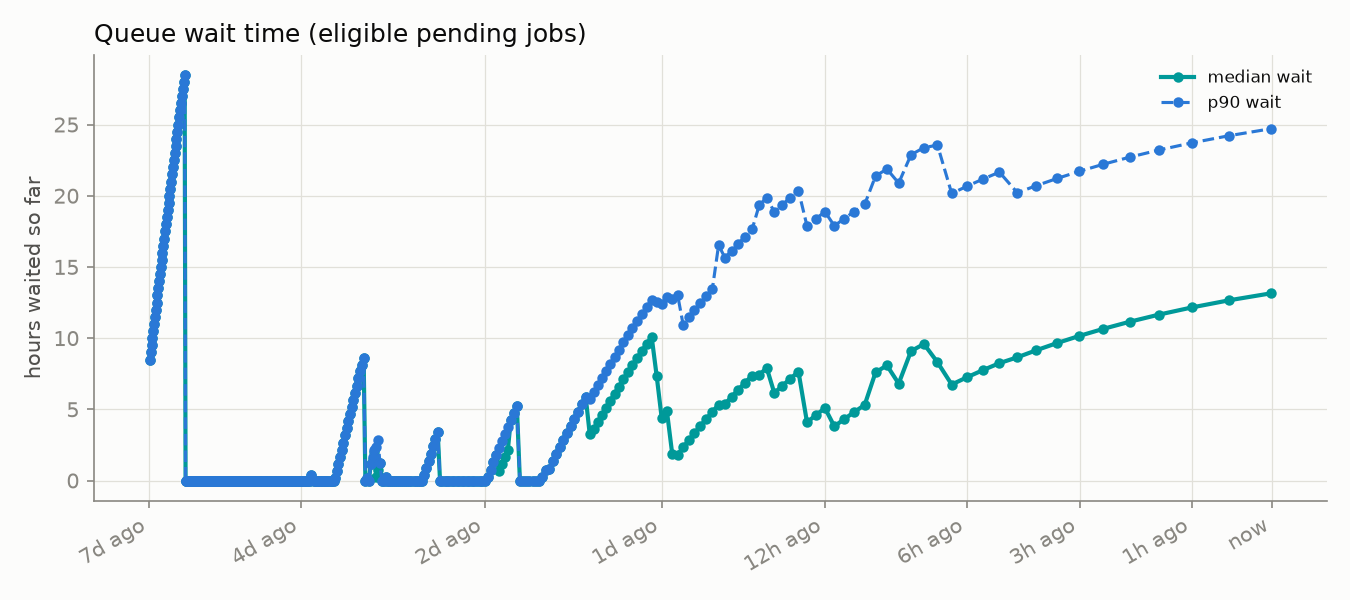 Queue wait time (eligible pending jobs)
median wait
p90 wait
hours waited so far
25
20
15
10
5
0
7d ago
4d ago
2d ago
1d ago
12h ago
6h ago
3h ago
1h ago
now